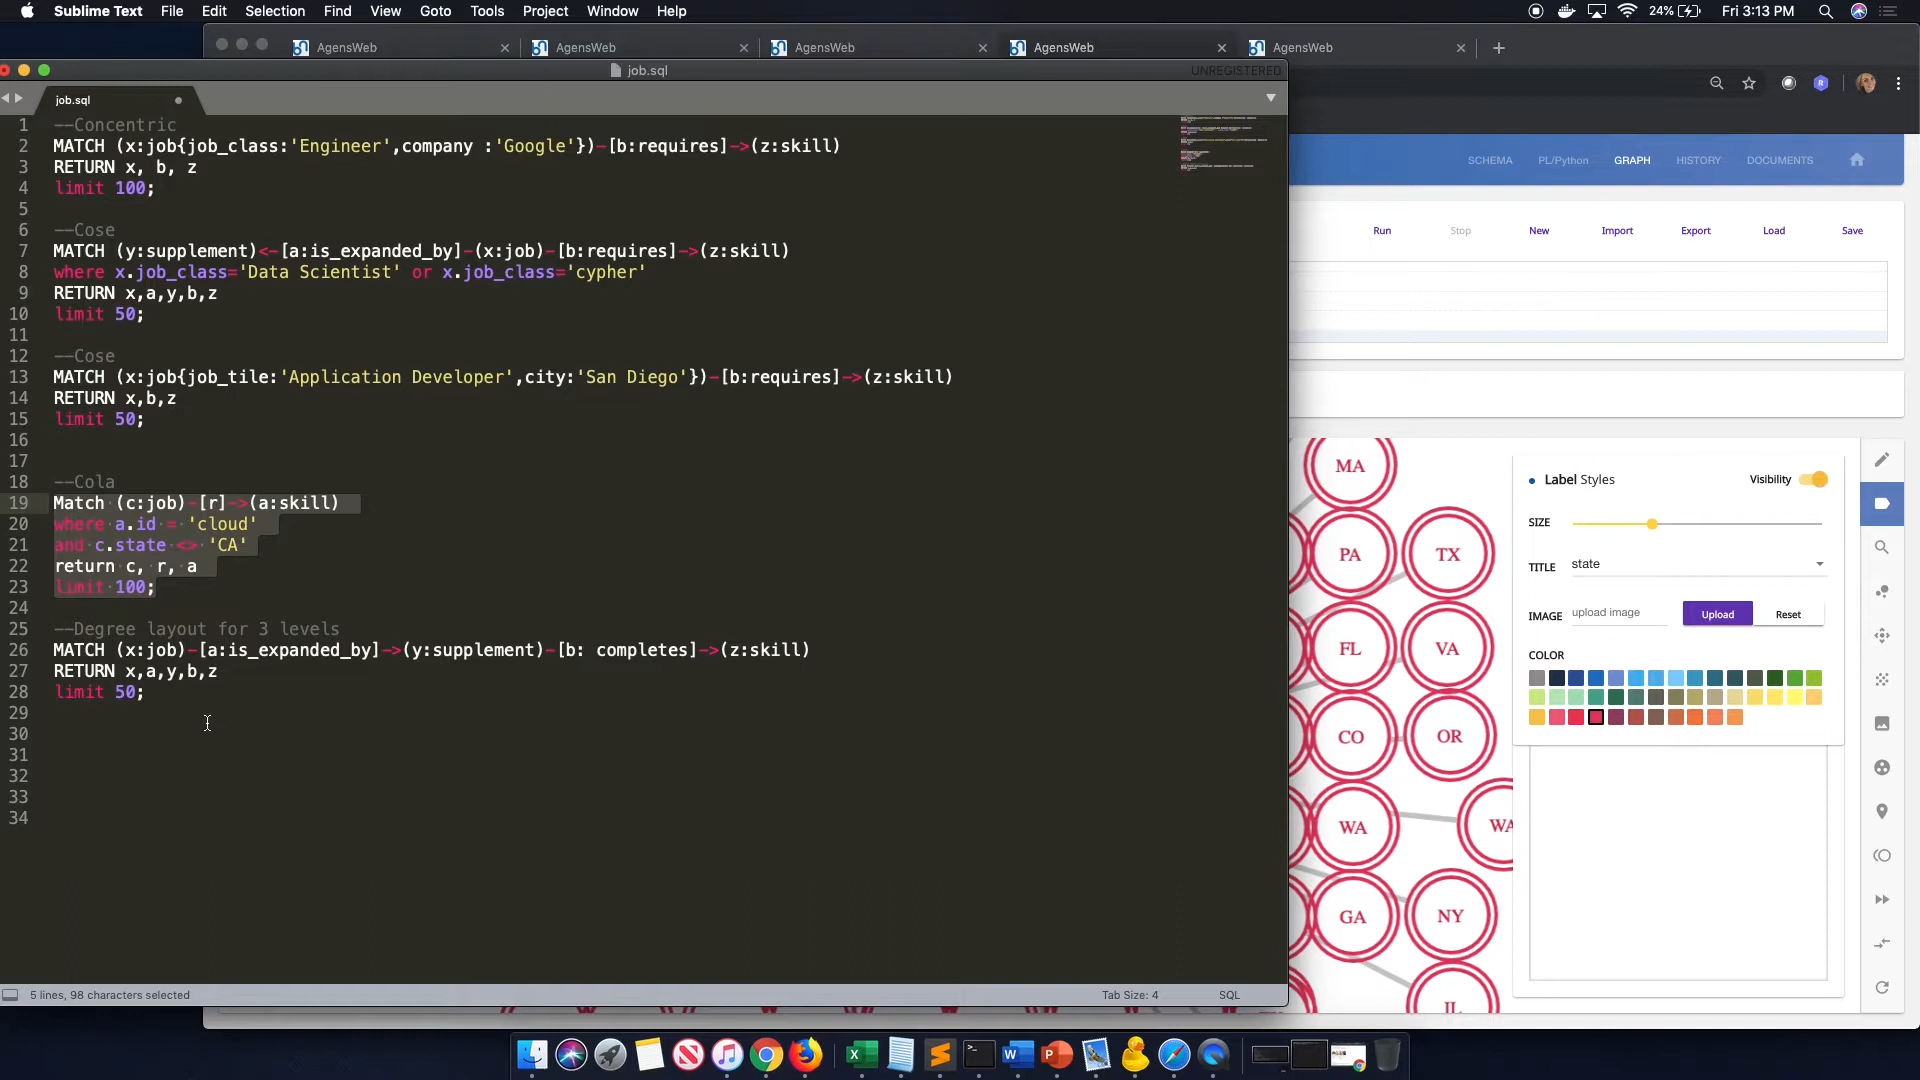 Sublime Text File Edit Selection Find View Goto Tools Project Window Help
24% Fri 3:13 PM
AgensWeb AgensWeb AgensWeb AgensWeb AgensWeb
job.sql
UNREGISTERED
job.sql
1 --Concentric
2 MATCH (x:job{job_class:'Engineer',company :'Google'})-[b:requires]->(z:skill)
3 RETURN x, b, z
4 limit 100;
5
6 --Cose
7 MATCH (y:supplement)<-[a:is_expanded_by]-(x:job)-[b:requires]->(z:skill)
8 where x.job_class='Data Scientist' or x.job_class='cypher'
9 RETURN x,a,y,b,z
10 limit 50;
11
12 --Cose
13 MATCH (x:job{job_tile:'Application Developer',city:'San Diego'})-[b:requires]->(z:skill)
14 RETURN x,b,z
15 limit 50;
16
17
18 --Cola
19 Match (c:job)-[r]->(a:skill)
20 where a.id = 'cloud'
21 and c.state <> 'CA'
22 return c, r, a
23 limit 100;
24
25 --Degree layout for 3 levels
26 MATCH (x:job)-[a:is_expanded_by]->(y:supplement)-[b: completes]->(z:skill)
27 RETURN x,a,y,b,z
28 limit 50;
29
30
31
32
33
34
5 lines, 98 characters selected
Tab Size: 4
SQL
R
SCHEMA PL/Python GRAPH HISTORY DOCUMENTS
Run Stop New Import Export Load Save
MA
PA TX
FL VA
CO OR
WA WA
GA NY
IL
Label Styles
Visibility
SIZE
TITLE state
IMAGE upload image Upload Reset
COLOR